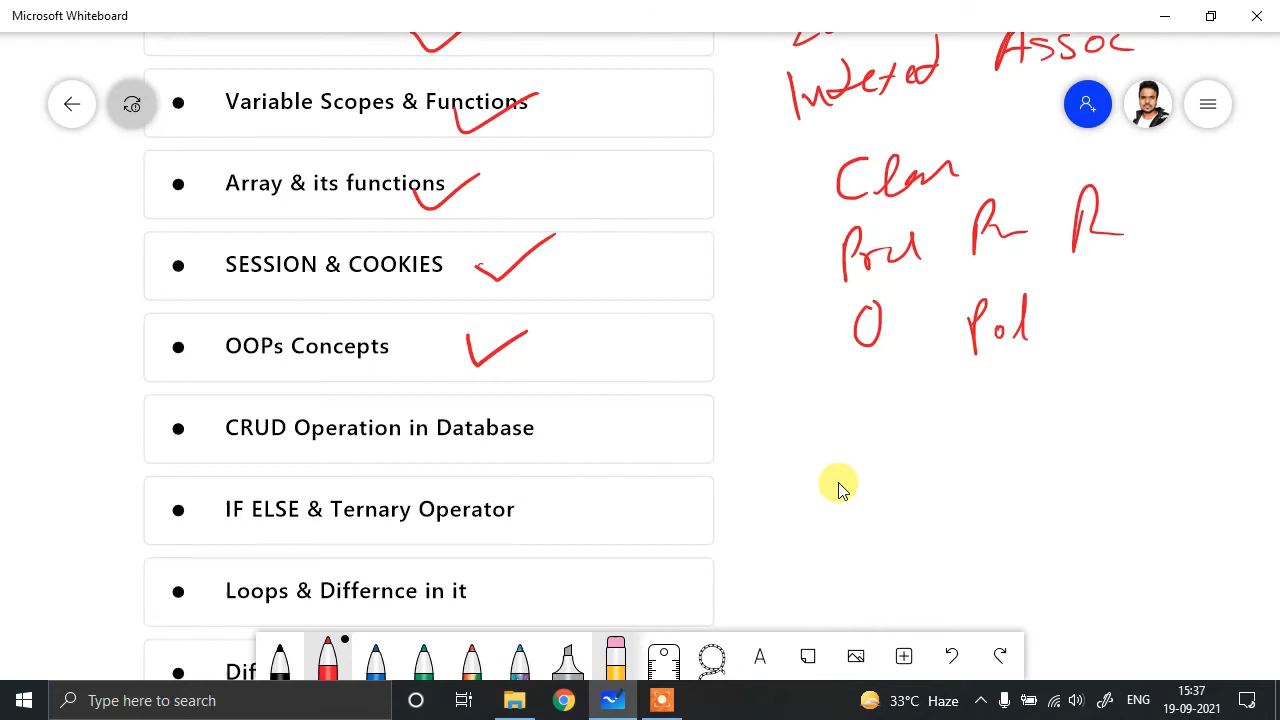 Microsoft Whiteboard
Indexed Assoc
Variable Scopes & Functions
Class
Array & its functions
SESSION & COOKIES
O Pol
OOPs Concepts
CRUD Operation in Database
IF ELSE & Ternary Operator
Loops & Differnce in it
Dif
A
Type here to search
33°C Haze
ENG
15:37
19-09-2021